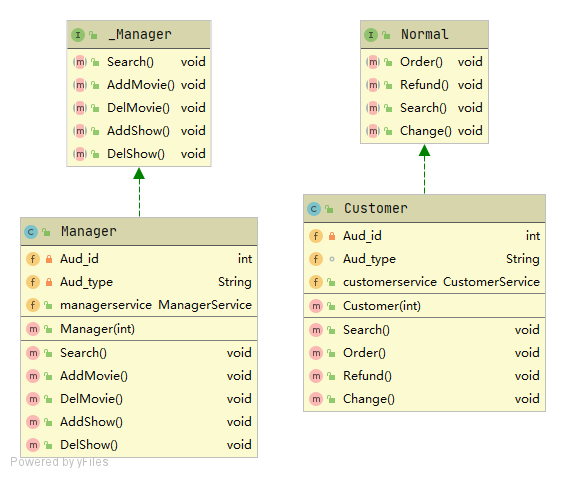 _Manager
Search() void
AddMovie() void
DelMovie() void
AddShow() void
DelShow() void
Normal
Order() void
Refund() void
Search() void
Change() void
Manager
Aud_id int
Aud_type String
managerservice ManagerService
Manager(int)
Search() void
AddMovie() void
DelMovie() void
AddShow() void
DelShow() void
Customer
Aud_id int
Aud_type String
customerservice CustomerService
Customer(int)
Search() void
Order() void
Refund() void
Change() void
Powered by yFiles